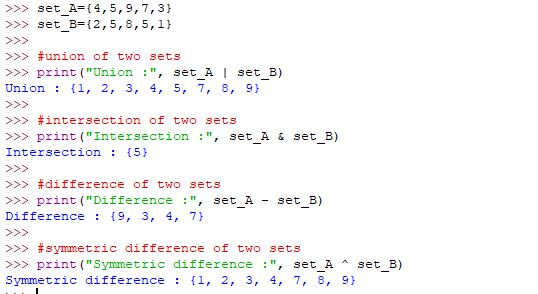 >>> set_A={4,5,9,7,3}
>>> set_B={2,5,8,5,1}
>>>
>>> #union of two sets
>>> print("Union :", set_A | set_B)
Union : {1, 2, 3, 4, 5, 7, 8, 9}
>>>
>>> #intersection of two sets
>>> print("Intersection :", set_A & set_B)
Intersection : {5}
>>>
>>> #difference of two sets
>>> print("Difference :", set_A - set_B)
Difference : {9, 3, 4, 7}
>>>
>>> #symmetric difference of two sets
>>> print("Symmetric difference :", set_A ^ set_B)
Symmetric difference : {1, 2, 3, 4, 7, 8, 9}
>>>